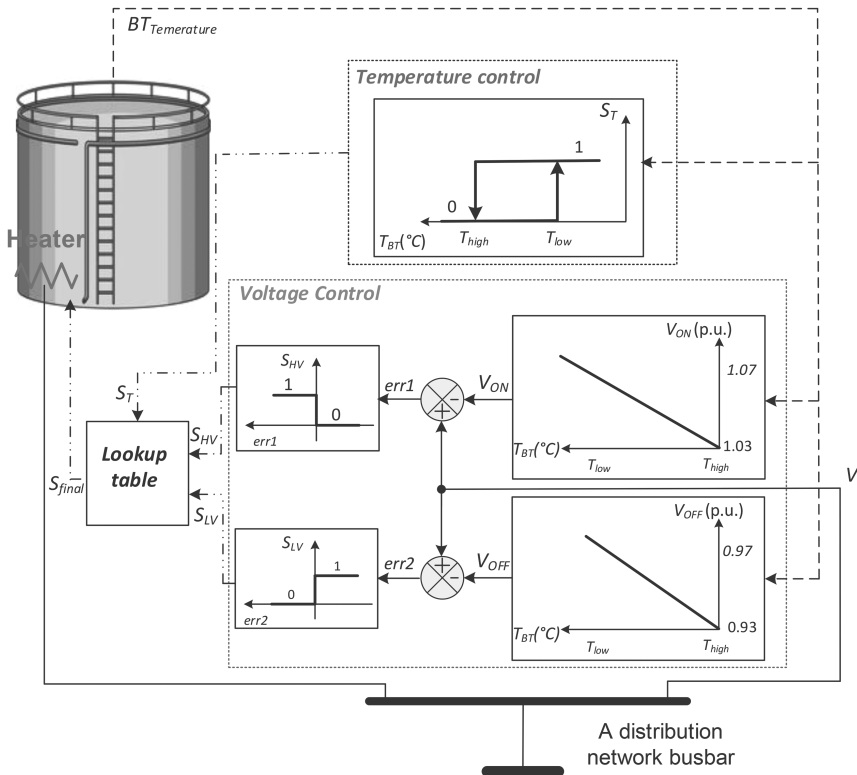 BT_Temerature
Temperature control
S_T
1
0
T_BT(°C)
T_high
T_low
Heater
Voltage Control
S_HV
1
0
err1
err1
V_ON
V_ON (p.u.)
1.07
1.03
T_BT(°C)
T_low
T_high
S_T
S_HV
Lookup
table
S_final
S_LV
V
S_LV
1
0
err2
err2
V_OFF
V_OFF (p.u.)
0.97
0.93
T_BT(°C)
T_low
T_high
+
-
+
-
A distribution
network busbar